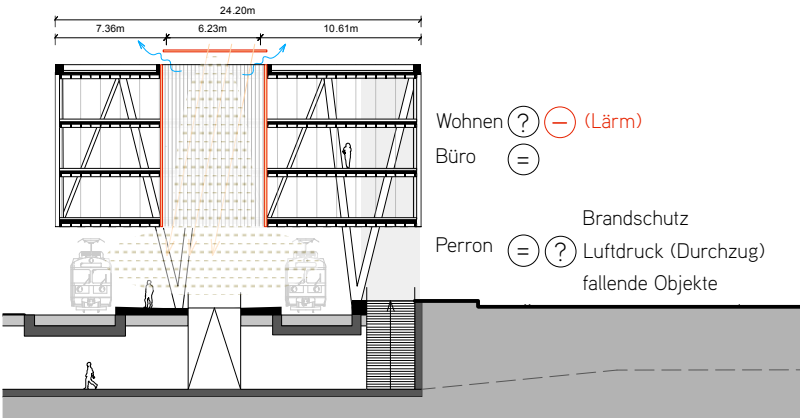 24.20m
7.36m 6.23m 10.61m
Wohnen ? – (Lärm)
Büro =
Brandschutz
Perron = ? Luftdruck (Durchzug)
fallende Objekte